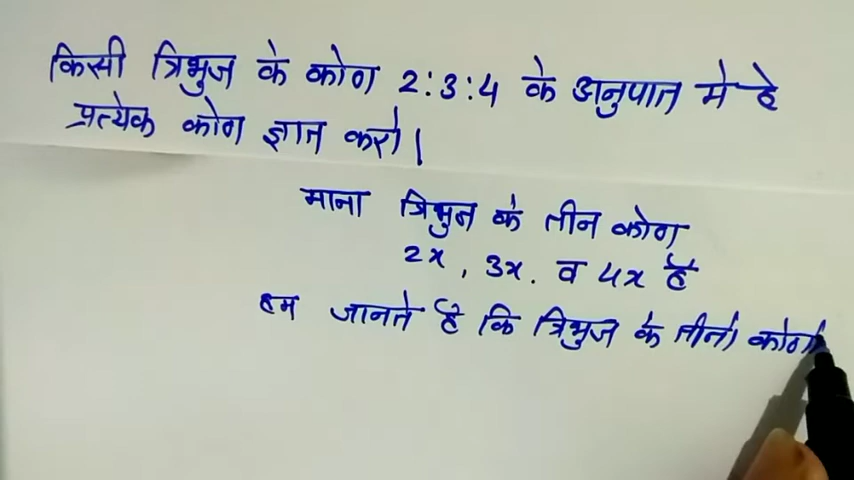 किसी त्रिभुज के कोण 2:3:4 के अनुपात मे है
प्रत्येक कोण ज्ञात करो।
माना त्रिभुज के तीन कोण
2x, 3x. व 4x है
हम जानते है कि त्रिभुज के तीनो कोणो